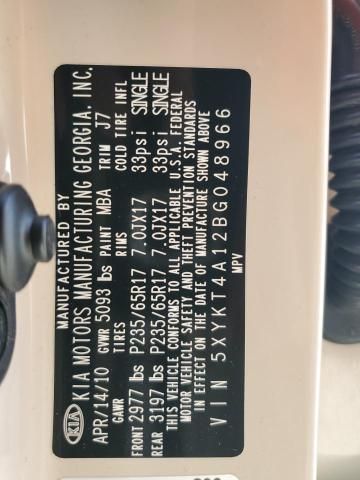 MANUFACTURED BY
KIA KIA MOTORS MANUFACTURING GEORGIA, INC.
APR/14/10 GVWR 5093 lbs PAINT MBA TRIM J7
GAWR TIRES RIMS COLD TIRE INFL
FRONT 2977 lbs P235/65R17 7.0JX17 33psi SINGLE
REAR 3197 lbs P235/65R17 7.0JX17 33psi SINGLE
THIS VEHICLE CONFORMS TO ALL APPLICABLE U.S.A. FEDERAL
MOTOR VEHICLE SAFETY AND THEFT PREVENTION STANDARDS
IN EFFECT ON THE DATE OF MANUFACTURE SHOWN ABOVE
VIN 5XYKT4A12BG048966
MPV